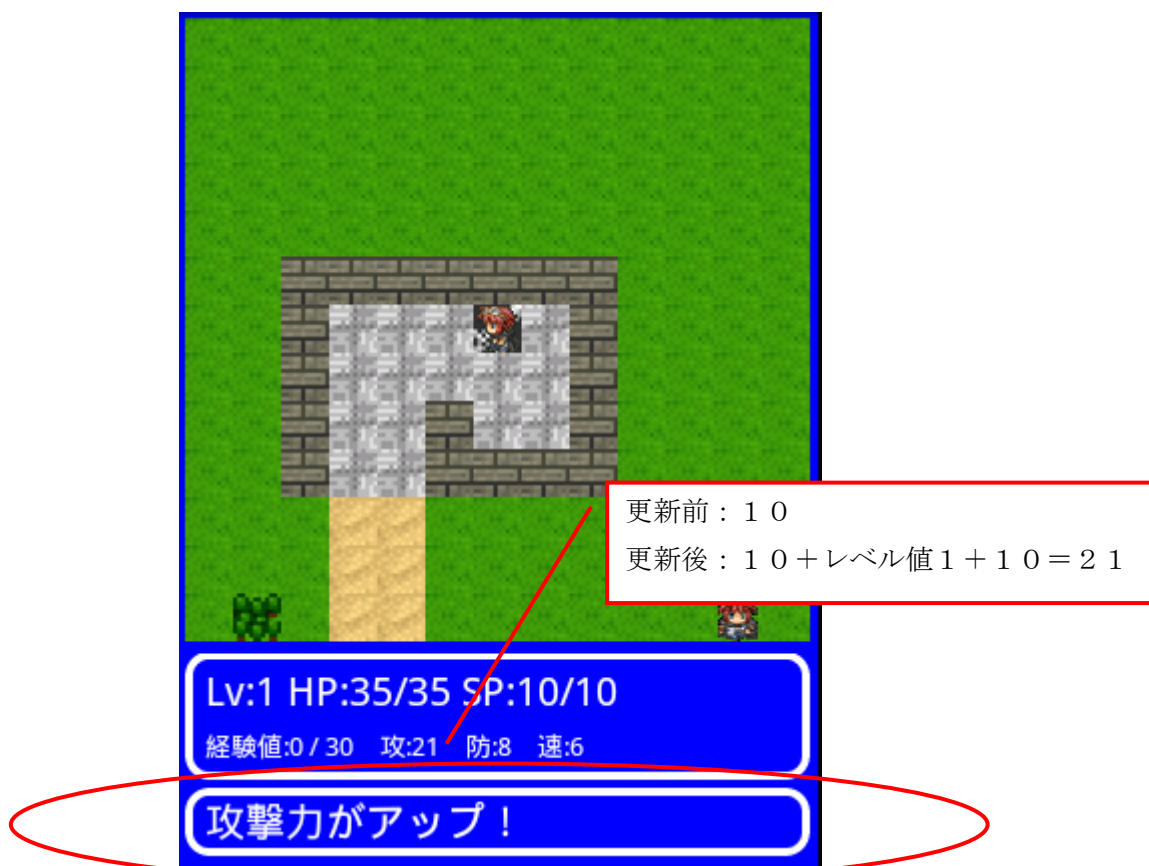 更新前：１０
更新後：１０＋レベル値１＋１０＝２１
Lv:1 HP:35/35 SP:10/10
経験値:0 / 30 攻:21 防:8 速:6
攻撃力がアップ！